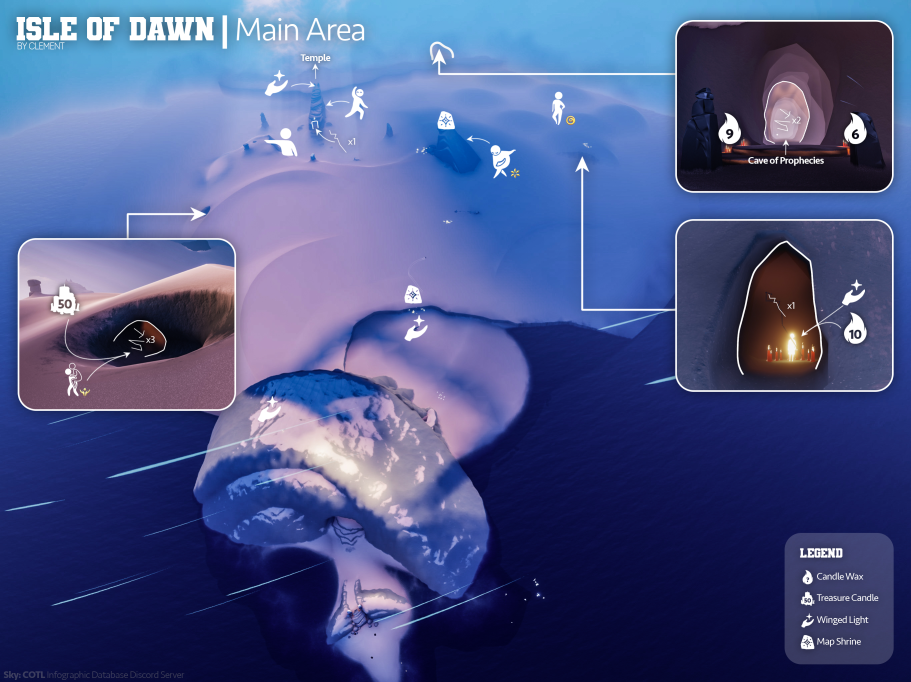 ISLE OF DAWN | Main Area
BY CLEMENT
Temple
x1
9
x2
6
Cave of Prophecies
50
x3
x1
10
LEGEND
? Candle Wax
50 Treasure Candle
Winged Light
Map Shrine
Sky: COTL Infographic Database Discord Server